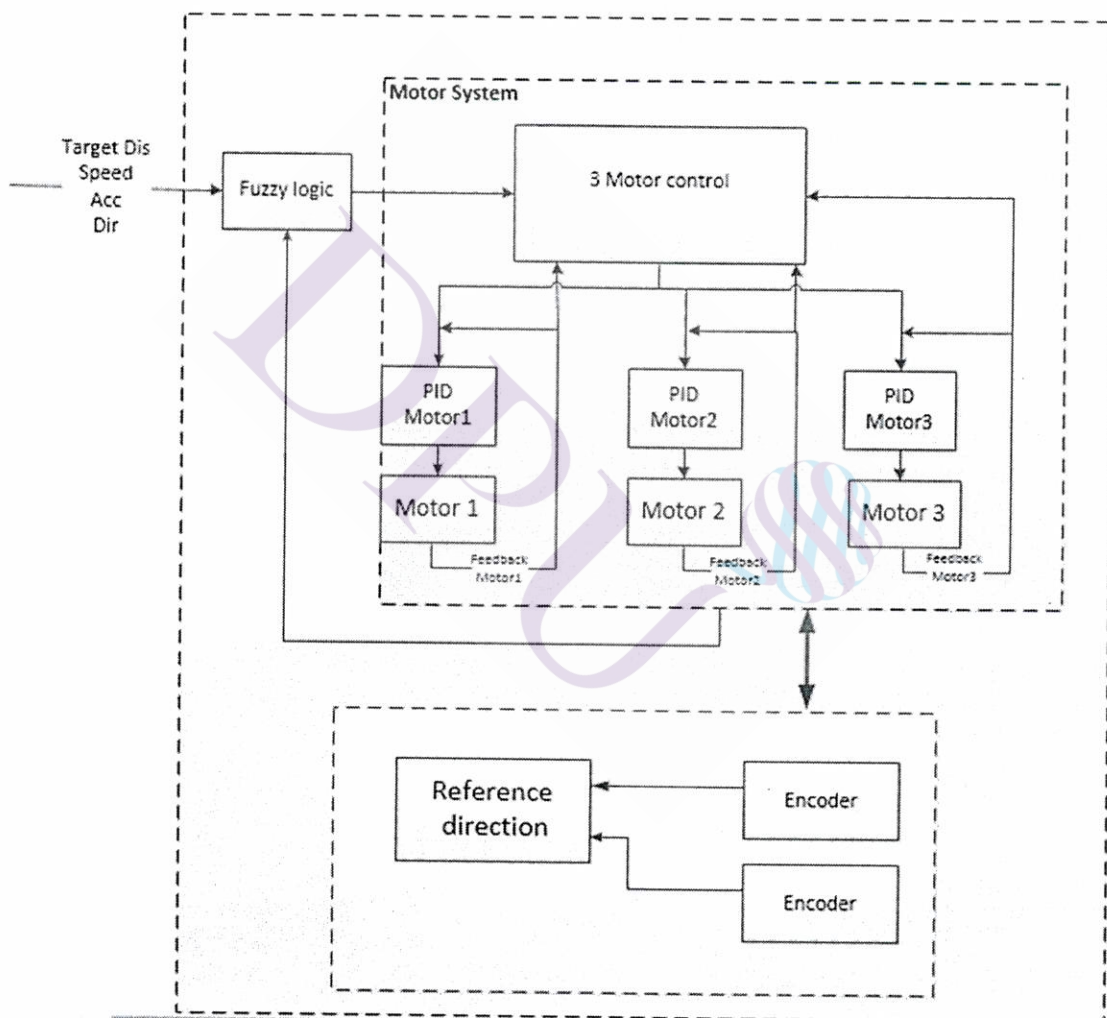 Motor System
Target Dis
Speed
Acc
Dir
Fuzzy logic
3 Motor control
PID
Motor1
PID
Motor2
PID
Motor3
Motor 1
Motor 2
Motor 3
Feedback
Motor1
Feedback
Motor2
Feedback
Motor3
DPU
Reference
direction
Encoder
Encoder